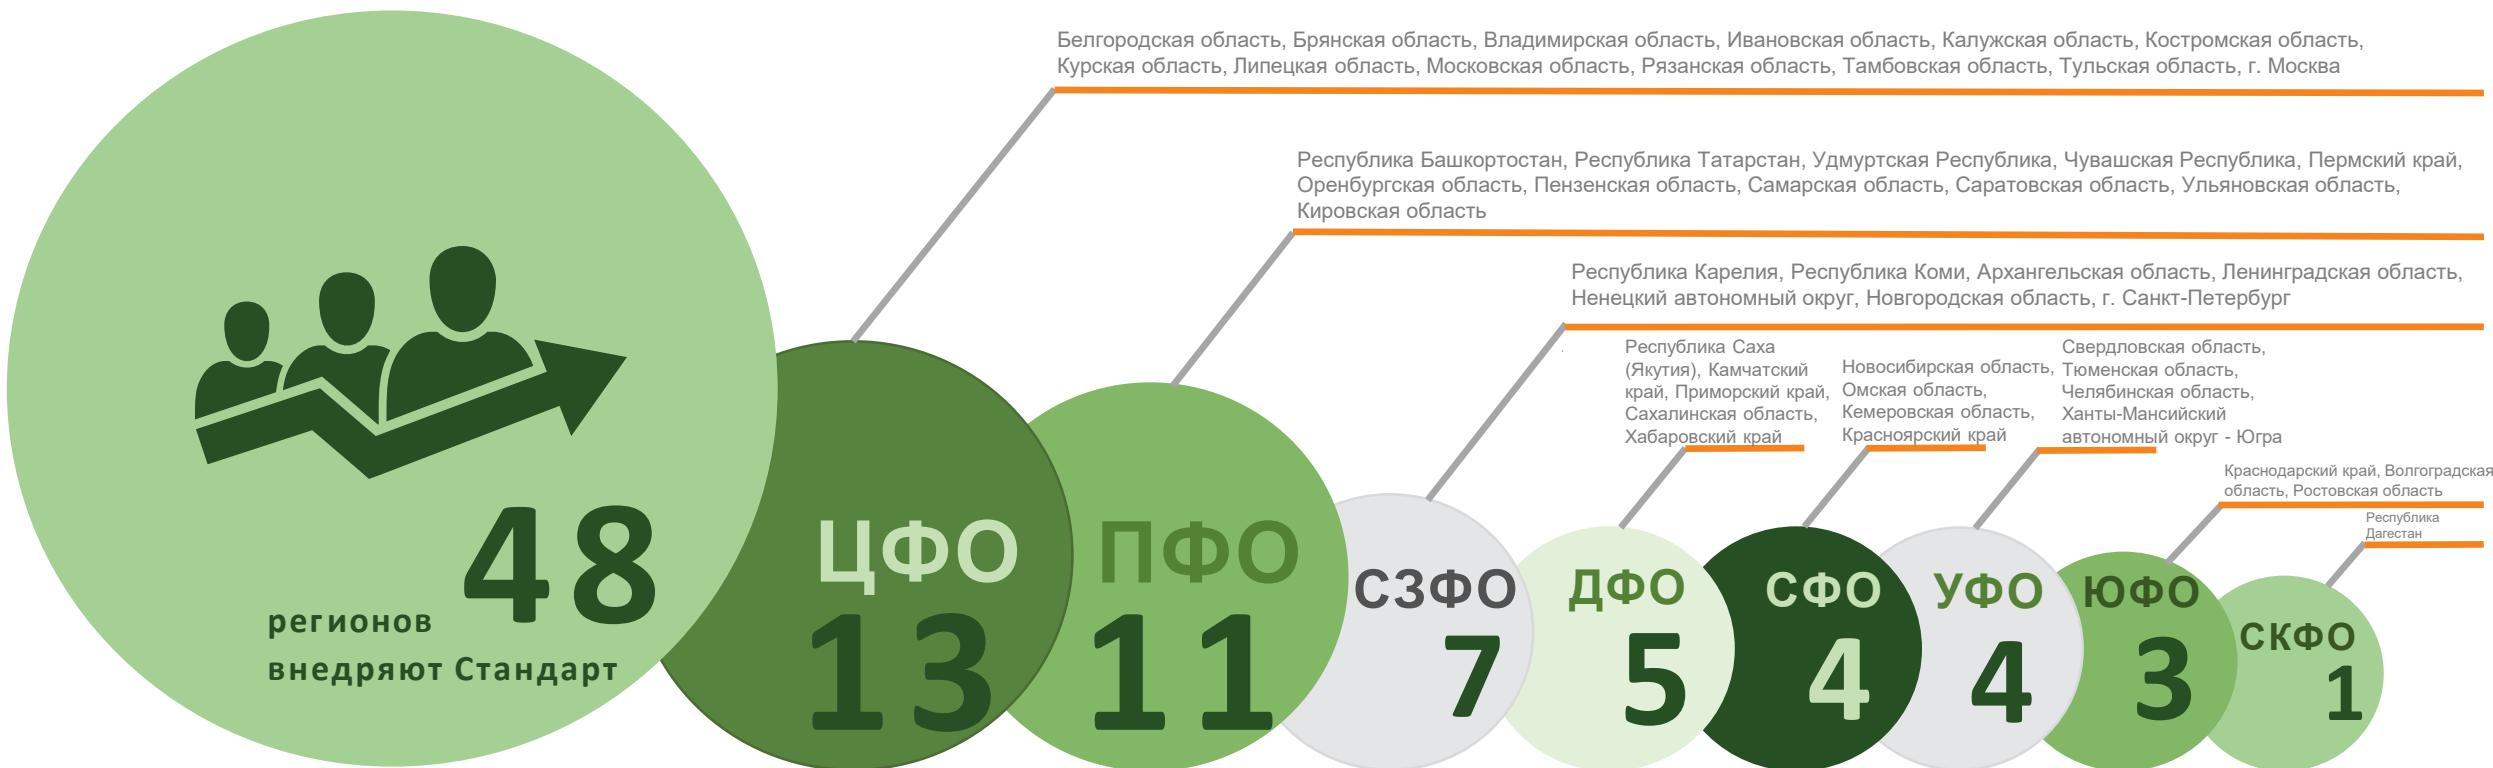 Белгородская область, Брянская область, Владимирская область, Ивановская область, Калужская область, Костромская область,
Курская область, Липецкая область, Московская область, Рязанская область, Тамбовская область, Тульская область, г. Москва
Республика Башкортостан, Республика Татарстан, Удмуртская Республика, Чувашская Республика, Пермский край,
Оренбургская область, Пензенская область, Самарская область, Саратовская область, Ульяновская область,
Кировская область
Республика Карелия, Республика Коми, Архангельская область, Ленинградская область,
Ненецкий автономный округ, Новгородская область, г. Санкт-Петербург
Республика Саха
(Якутия), Камчатский
край, Приморский край,
Сахалинская область,
Хабаровский край
Новосибирская область,
Омская область,
Кемеровская область,
Красноярский край
Свердловская область,
Тюменская область,
Челябинская область,
Ханты-Мансийский
автономный округ - Югра
Краснодарский край, Волгоградская
область, Ростовская область
Республика
Дагестан
48
регионов
внедряют Стандарт
ЦФО
13
ПФО
11
СЗФО
7
ДФО
5
СФО
4
УФО
4
ЮФО
3
СКФО
1